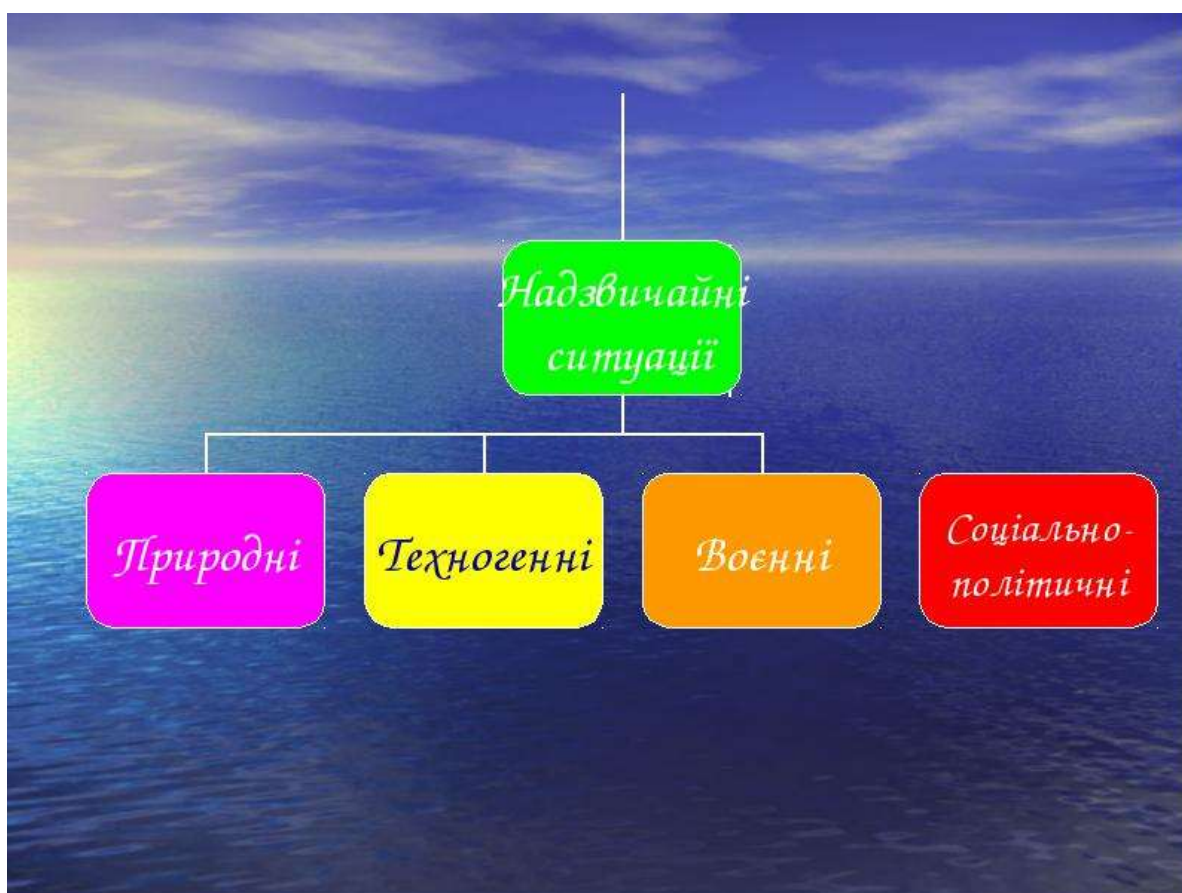 Надзвичайні
ситуації
Природні
Техногенні
Воєнні
Соціально-
політичні